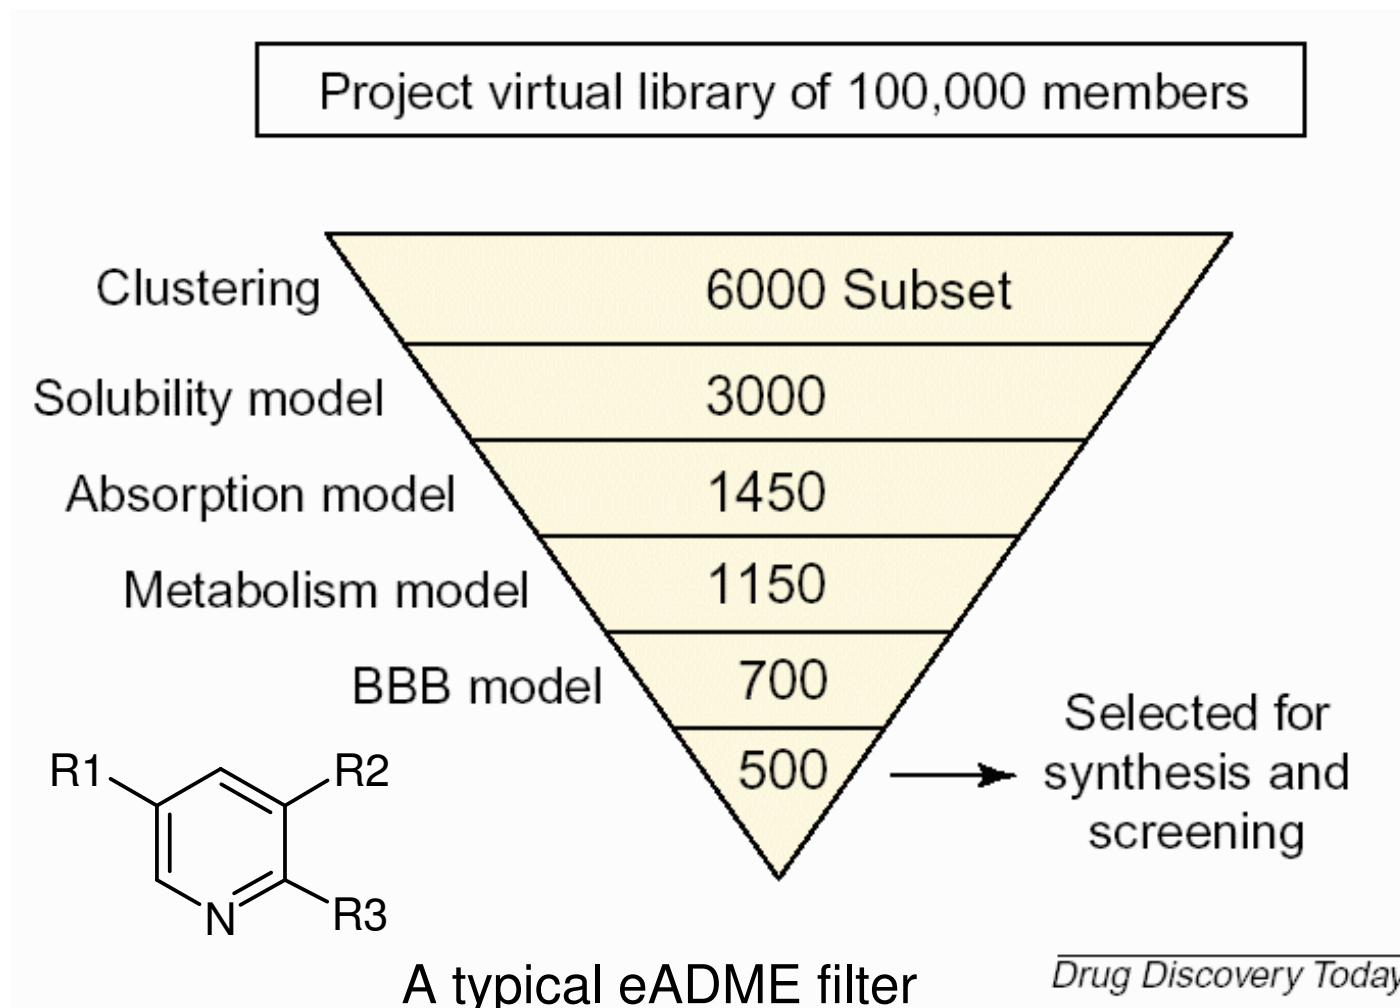 Project virtual library of 100,000 members
Clustering 6000 Subset
Solubility model 3000
Absorption model 1450
Metabolism model 1150
BBB model 700
500
Selected for
synthesis and
screening
R1 R2
N R3
A typical eADME filter
Drug Discovery Today